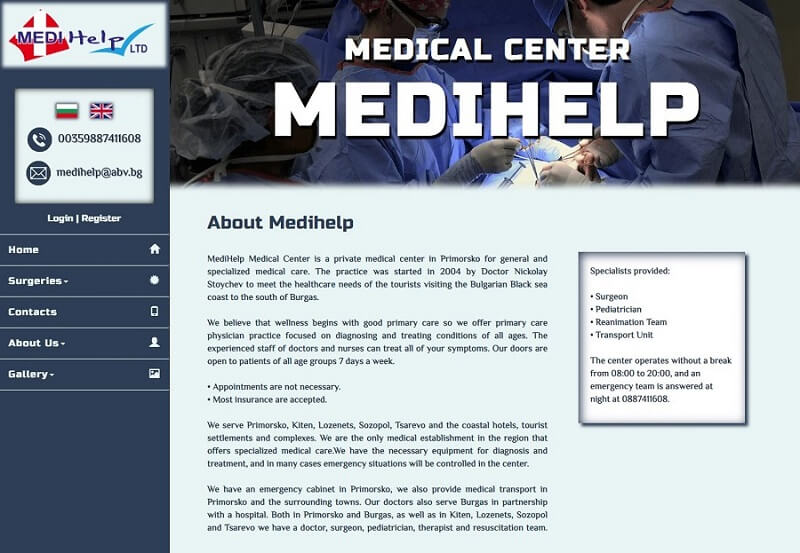 MEDI Help LTD
00359887411608
medihelp@abv.bg
Login | Register
Home
Surgeries
Contacts
About Us
Gallery
MEDICAL CENTER
MEDIHELP
About Medihelp
MediHelp Medical Center is a private medical center in Primorsko for general and
specialized medical care. The practice was started in 2004 by Doctor Nickolay
Stoychev to meet the healthcare needs of the tourists visiting the Bulgarian Black sea
coast to the south of Burgas.
We believe that wellness begins with good primary care so we offer primary care
physician practice focused on diagnosing and treating conditions of all ages. The
experienced staff of doctors and nurses can treat all of your symptoms. Our doors are
open to patients of all age groups 7 days a week.
• Appointments are not necessary.
• Most insurance are accepted.
We serve Primorsko, Kiten, Lozenets, Sozopol, Tsarevo and the coastal hotels, tourist
settlements and complexes. We are the only medical establishment in the region that
offers specialized medical care.We have the necessary equipment for diagnosis and
treatment, and in many cases emergency situations will be controlled in the center.
We have an emergency cabinet in Primorsko, we also provide medical transport in
Primorsko and the surrounding towns. Our doctors also serve Burgas in partnership
with a hospital. Both in Primorsko and Burgas, as well as in Kiten, Lozenets, Sozopol
and Tsarevo we have a doctor, surgeon, pediatrician, therapist and resuscitation team.
Specialists provided:
• Surgeon
• Pediatrician
• Reanimation Team
• Transport Unit
The center operates without a break
from 08:00 to 20:00, and an
emergency team is answered at
night at 0887411608.